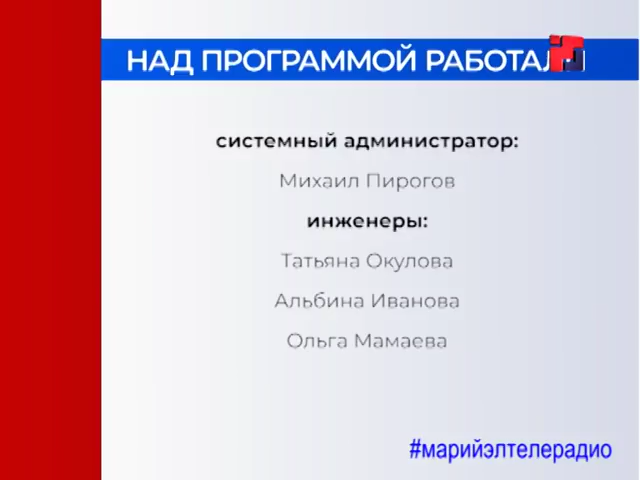 НАД ПРОГРАММОЙ РАБОТАЛИ
системный администратор:
Михаил Пирогов
инженеры:
Татьяна Окулова
Альбина Иванова
Ольга Мамаева
#марийэлтелерадио